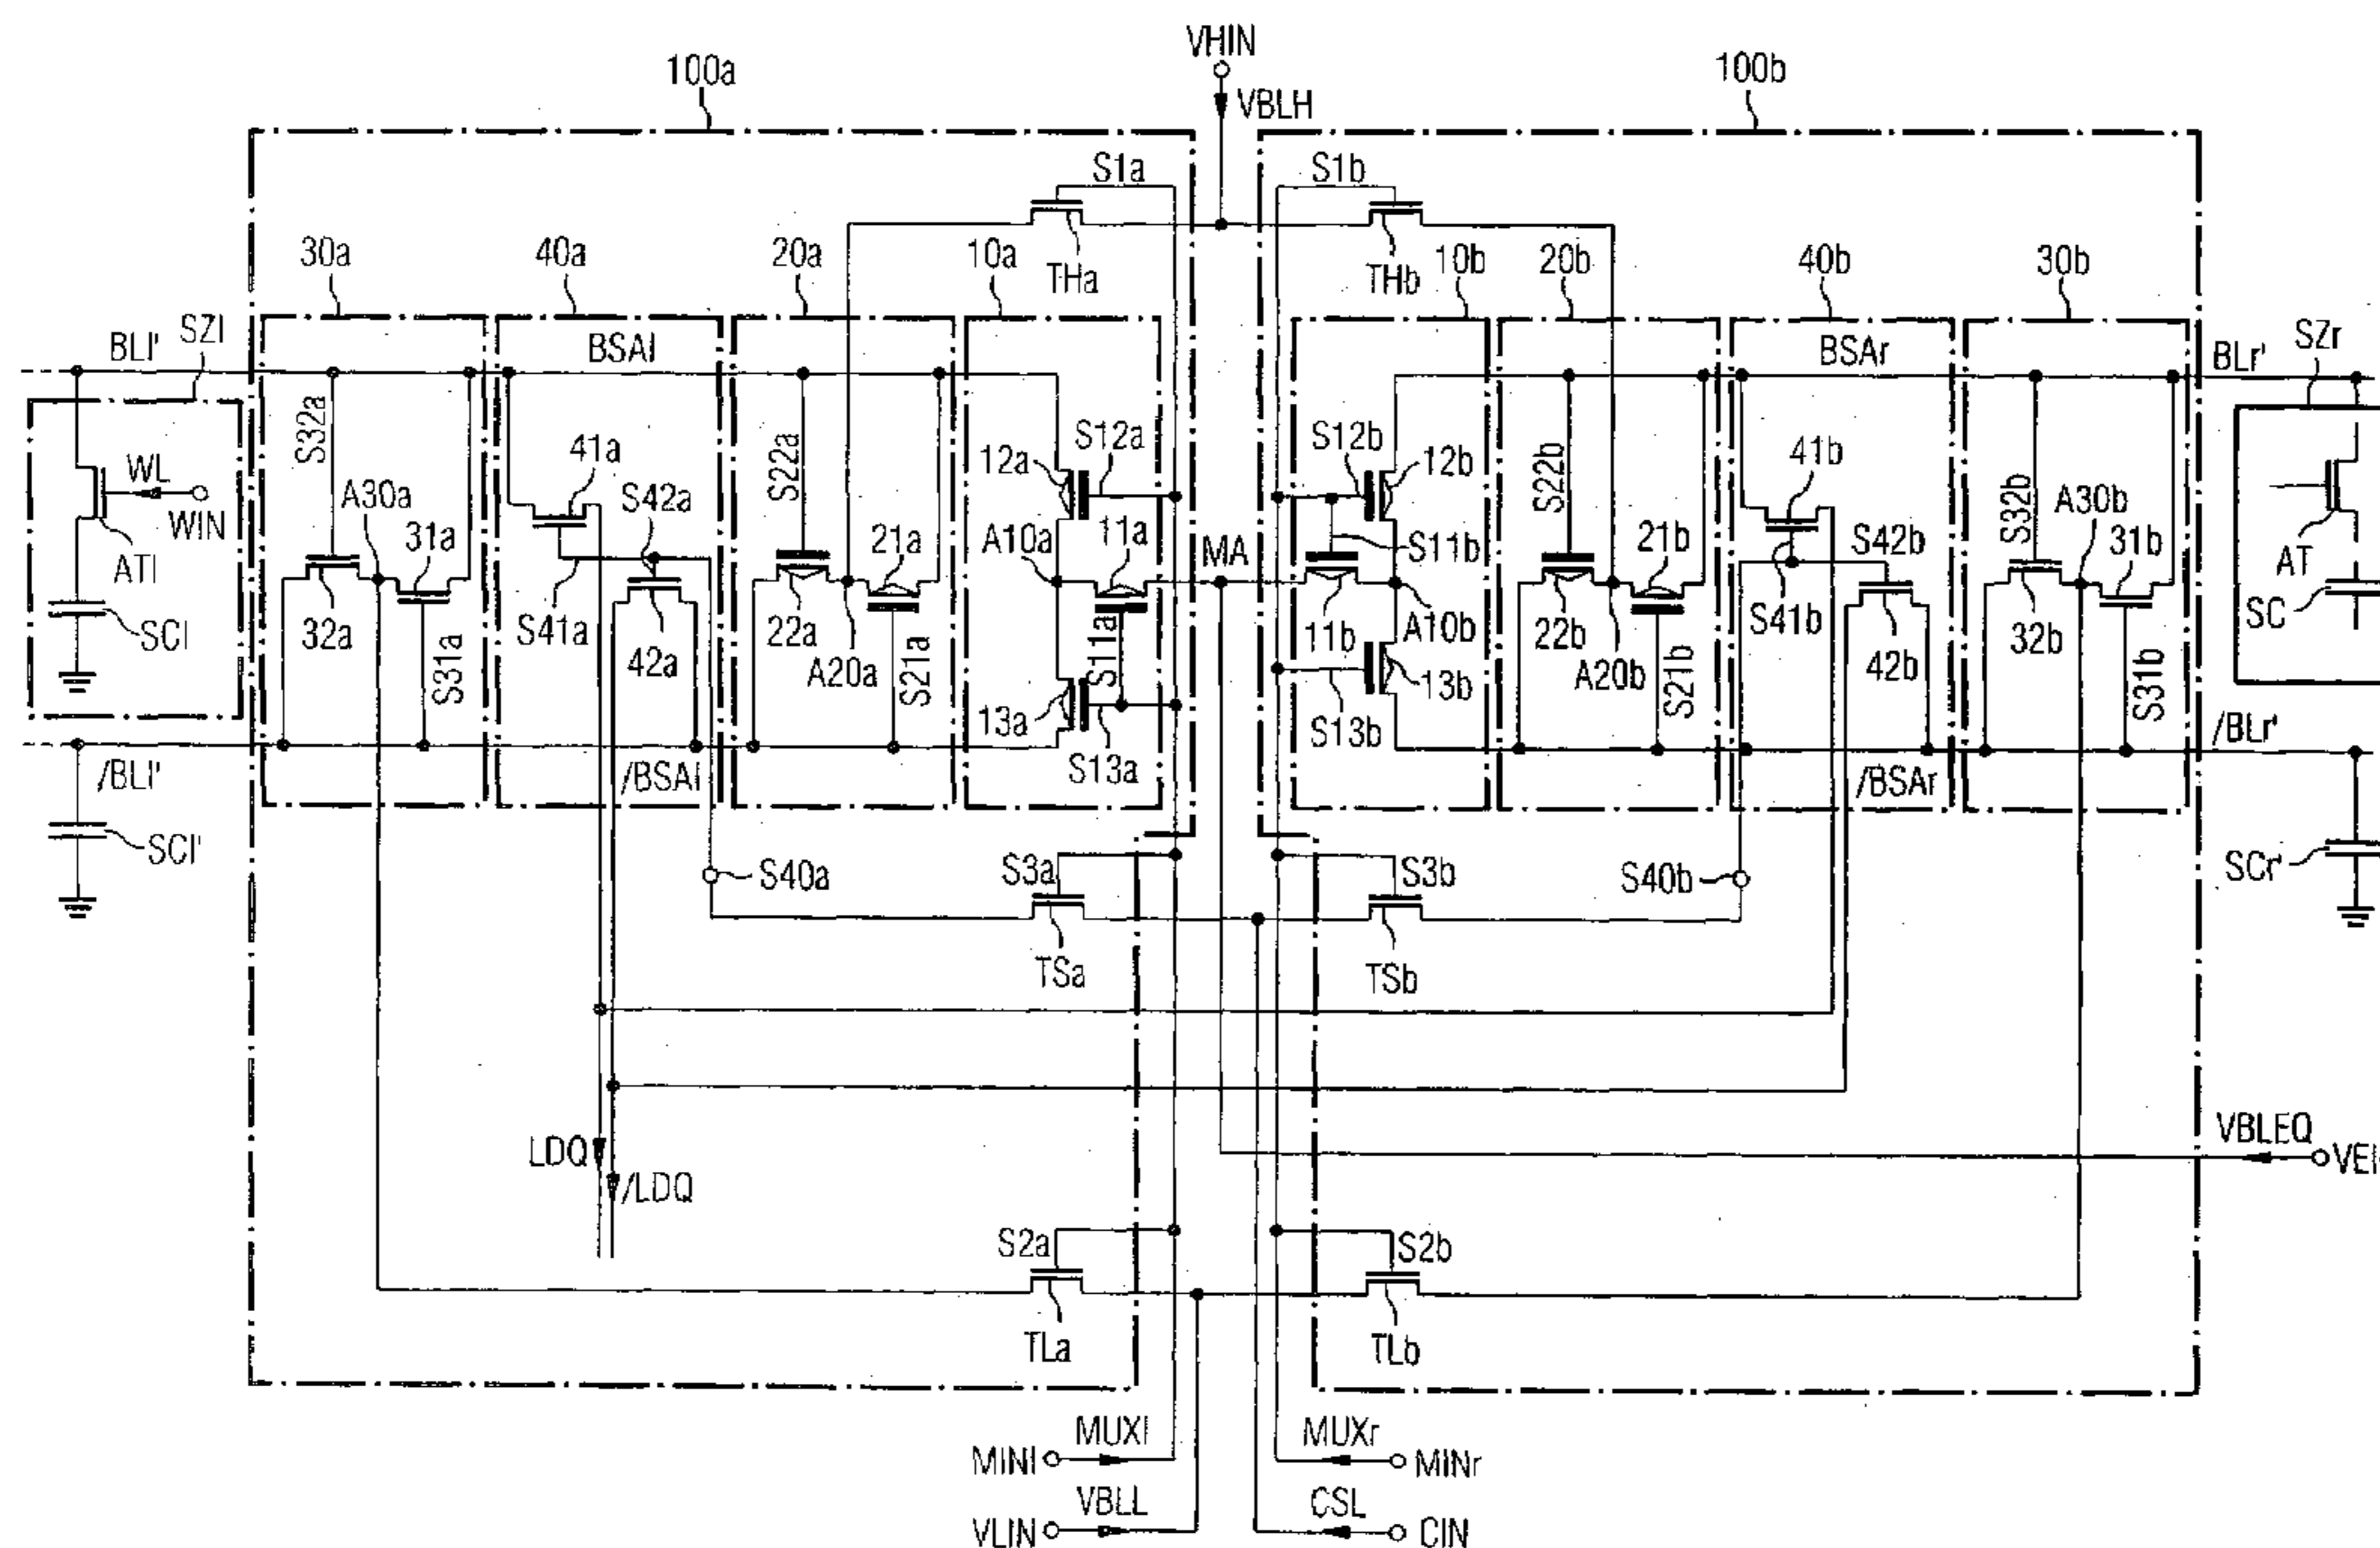 VHIN
100a
100b
VBLH
S1a
S1b
30a
40a
20a
10a
THa
THb
10b
20b
40b
30b
SZl
SZr
BLl'
BSAl
BSAr
BLr'
S32a
WL
WIN
A30a
31a
41a
S42a
S22a
21a
12a
S12a
A10a
11a
MA
S12b
12b
S11b
S22b
21b
41b
S42b
S32b
A30b
31b
ATl
SCl
32a
S31a
S41a
42a
22a
A20a
S21a
S11a
13a
S13a
11b
A10b
13b
S13b
22b
A20b
S21b
S41b
42b
32b
S31b
AT
SC
/BLl'
/BSAl
/BSAr
/BLr'
SCl'
SCr'
S40a
S3a
S3b
S40b
TSa
TSb
LDQ
/LDQ
VBLEQ
VEI
S2a
S2b
TLa
TLb
MUXl
MUXr
MINl
MINr
VBLL
CSL
VLIN
CIN